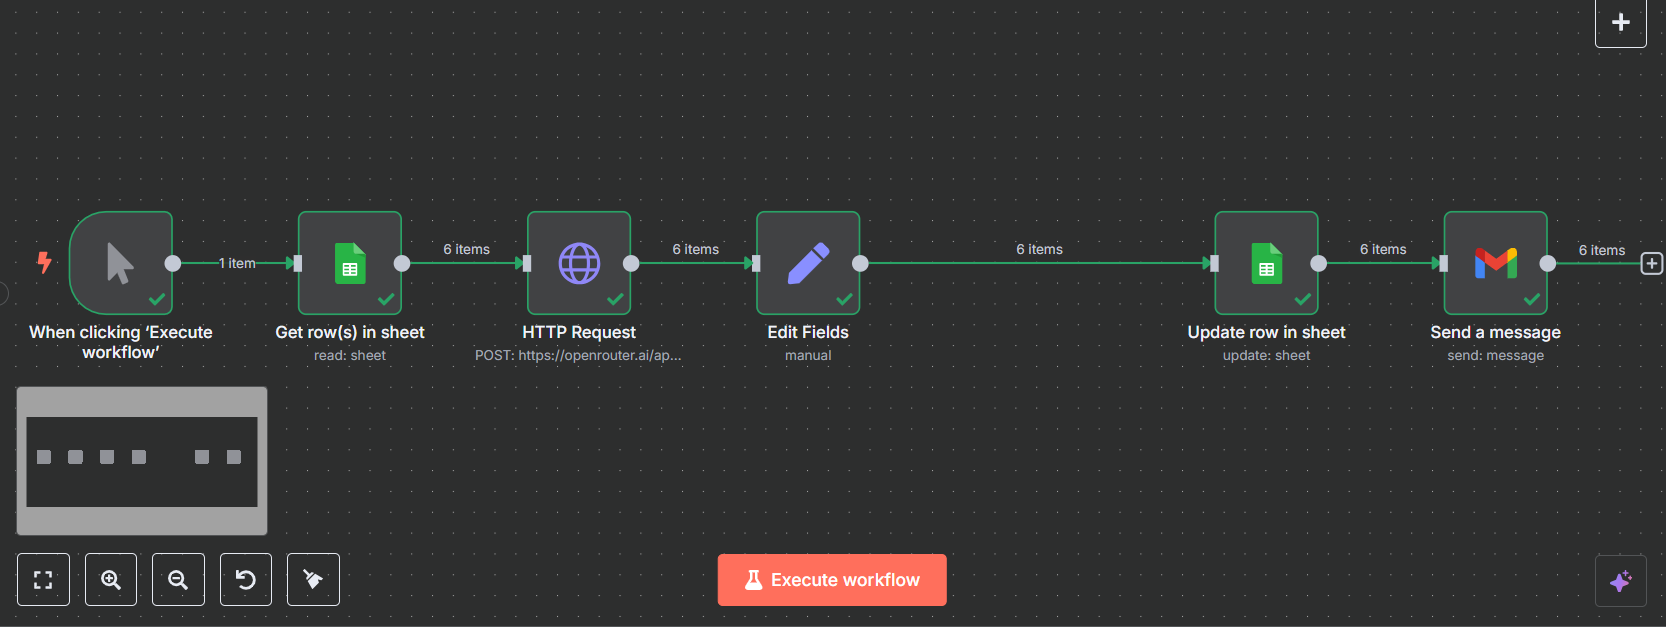 1 item
6 items
6 items
6 items
6 items
6 items
When clicking ‘Execute
workflow’
Get row(s) in sheet
read: sheet
HTTP Request
POST: https://openrouter.ai/ap...
Edit Fields
manual
Update row in sheet
update: sheet
Send a message
send: message
Execute workflow